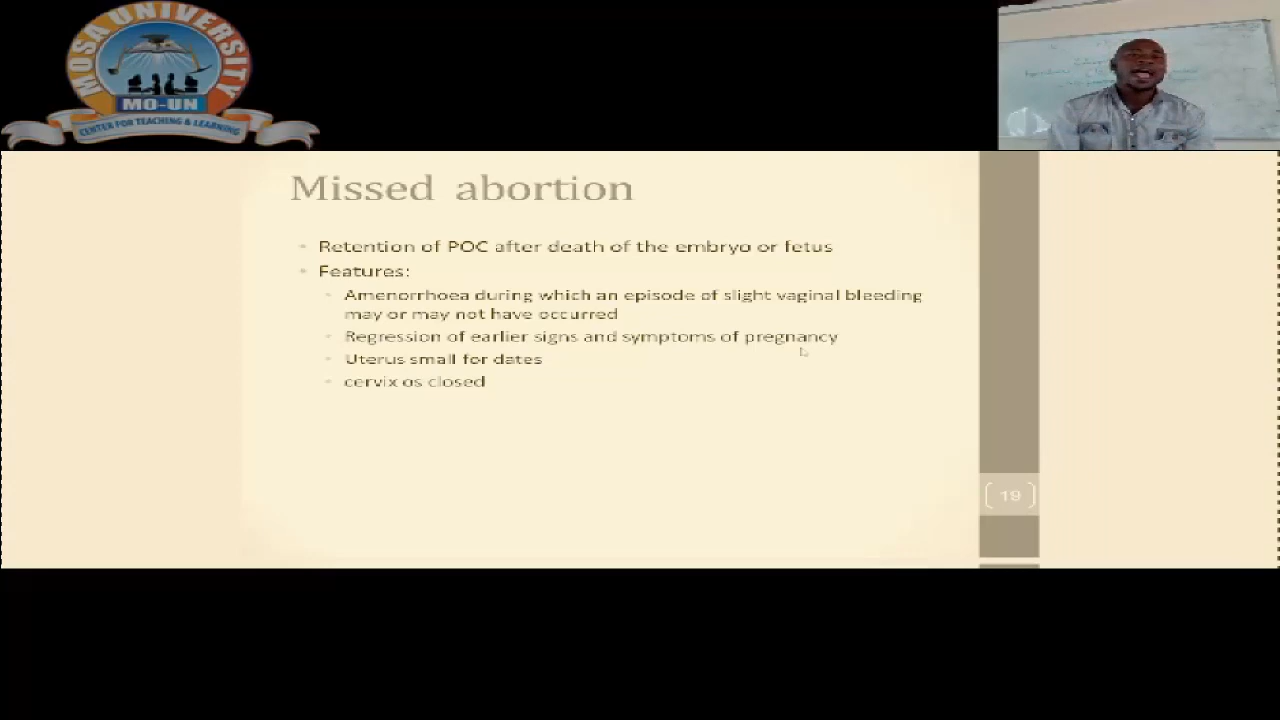 MOSA UNIVERSITY
MO-UN
CENTER FOR TEACHING & LEARNING
Missed abortion
Retention of POC after death of the embryo or fetus
Features:
Amenorrhoea during which an episode of slight vaginal bleeding
may or may not have occurred
Regression of earlier signs and symptoms of pregnancy
Uterus small for dates
cervix os closed
19